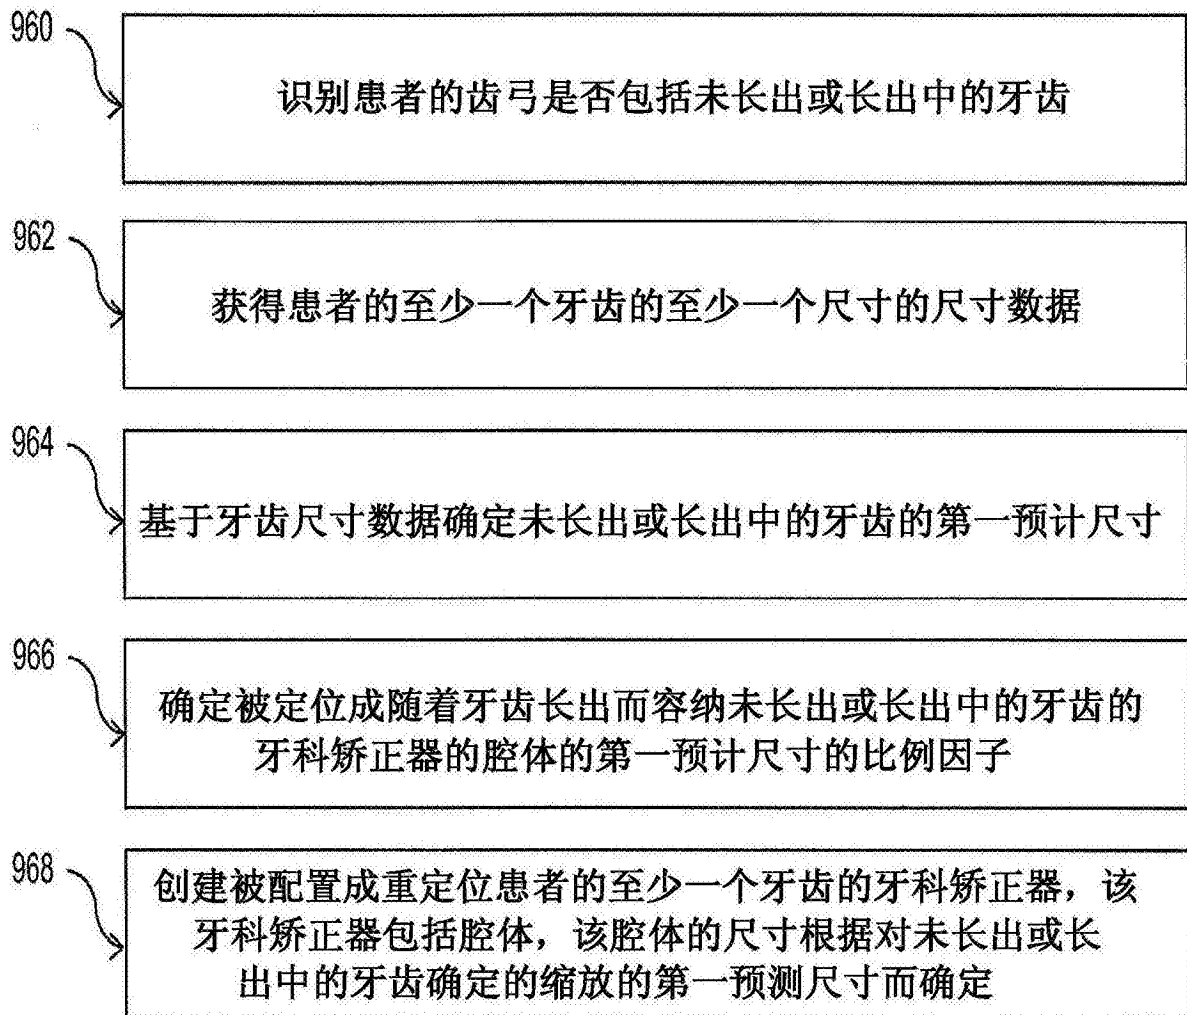 960
识别患者的齿弓是否包括未长出或长出中的牙齿
962
获得患者的至少一个牙齿的至少一个尺寸的尺寸数据
964
基于牙齿尺寸数据确定未长出或长出中的牙齿的第一预计尺寸
966
确定被定位成随着牙齿长出而容纳未长出或长出中的牙齿的
牙科矫正器的腔体的第一预计尺寸的比例因子
968
创建被配置成重定位患者的至少一个牙齿的牙科矫正器，该
牙科矫正器包括腔体，该腔体的尺寸根据对未长出或长
出中的牙齿确定的缩放的第一预测尺寸而确定